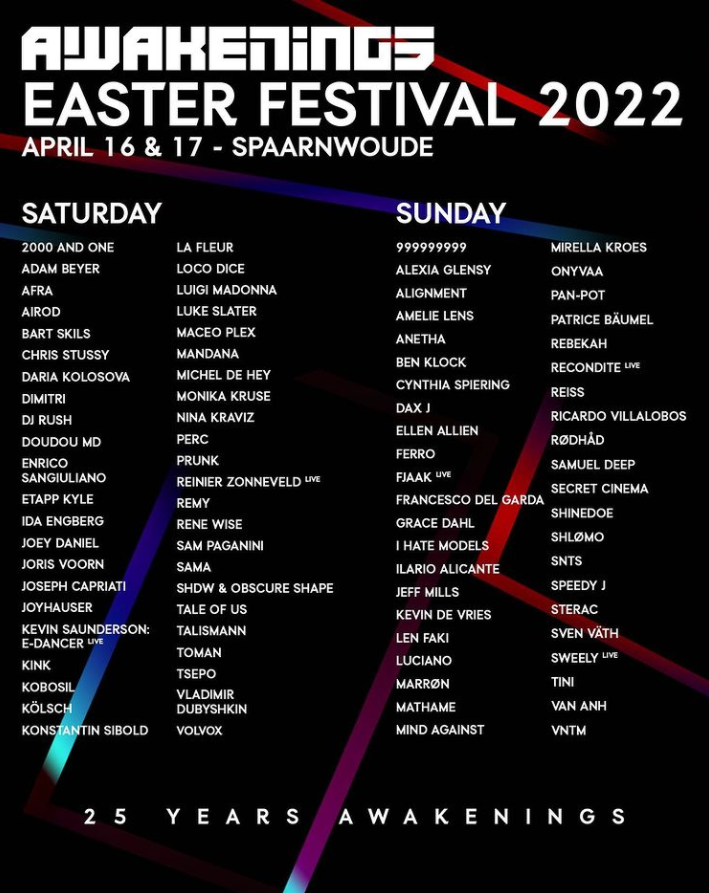 AWAKENINGS
EASTER FESTIVAL 2022
APRIL 16 & 17 - SPAARNWOUDE
SATURDAY
2000 AND ONE
ADAM BEYER
AFRA
AIROD
BART SKILS
CHRIS STUSSY
DARIA KOLOSOVA
DIMITRI
DJ RUSH
DOUDOU MD
ENRICO
SANGIULIANO
ETAPP KYLE
IDA ENGBERG
JOEY DANIEL
JORIS VOORN
JOSEPH CAPRIATI
JOYHAUSER
KEVIN SAUNDERSON:
E-DANCER LIVE
KINK
KOBOSIL
KÖLSCH
KONSTANTIN SIBOLD
LA FLEUR
LOCO DICE
LUIGI MADONNA
LUKE SLATER
MACEO PLEX
MANDANA
MICHEL DE HEY
MONIKA KRUSE
NINA KRAVIZ
PERC
PRUNK
REINIER ZONNEVELD LIVE
REMY
RENE WISE
SAM PAGANINI
SAMA
SHDW & OBSCURE SHAPE
TALE OF US
TALISMANN
TOMAN
TSEPO
VLADIMIR
DUBYSHKIN
VOLVOX
SUNDAY
999999999
ALEXIA GLENSY
ALIGNMENT
AMELIE LENS
ANETHA
BEN KLOCK
CYNTHIA SPIERING
DAX J
ELLEN ALLIEN
FERRO
FJAAK LIVE
FRANCESCO DEL GARDA
GRACE DAHL
I HATE MODELS
ILARIO ALICANTE
JEFF MILLS
KEVIN DE VRIES
LEN FAKI
LUCIANO
MARRØN
MATHAME
MIND AGAINST
MIRELLA KROES
ONYVAA
PAN-POT
PATRICE BÄUMEL
REBEKAH
RECONDITE LIVE
REISS
RICARDO VILLALOBOS
RØDHÅD
SAMUEL DEEP
SECRET CINEMA
SHINEDOE
SHLØMO
SNTS
SPEEDY J
STERAC
SVEN VÄTH
SWEELY LIVE
TINI
VAN ANH
VNTM
25 YEARS AWAKENINGS